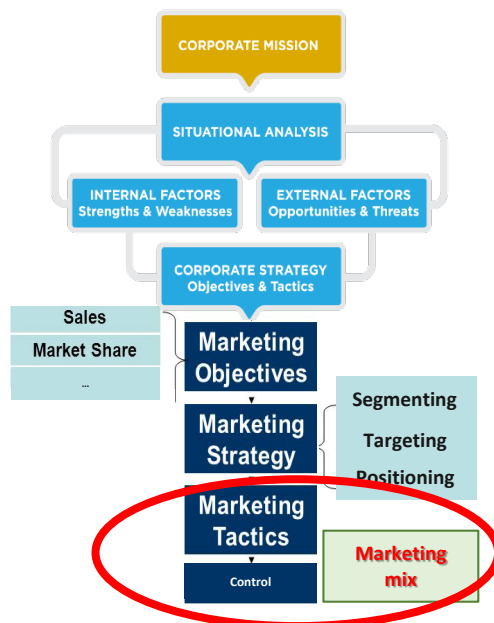 CORPORATE MISSION
SITUATIONAL ANALYSIS
INTERNAL FACTORS
Strengths & Weaknesses
EXTERNAL FACTORS
Opportunities & Threats
CORPORATE STRATEGY
Objectives & Tactics
Sales
Market Share
...
Marketing
Objectives
Marketing
Strategy
Segmenting
Targeting
Positioning
Marketing
Tactics
Control
Marketing
mix